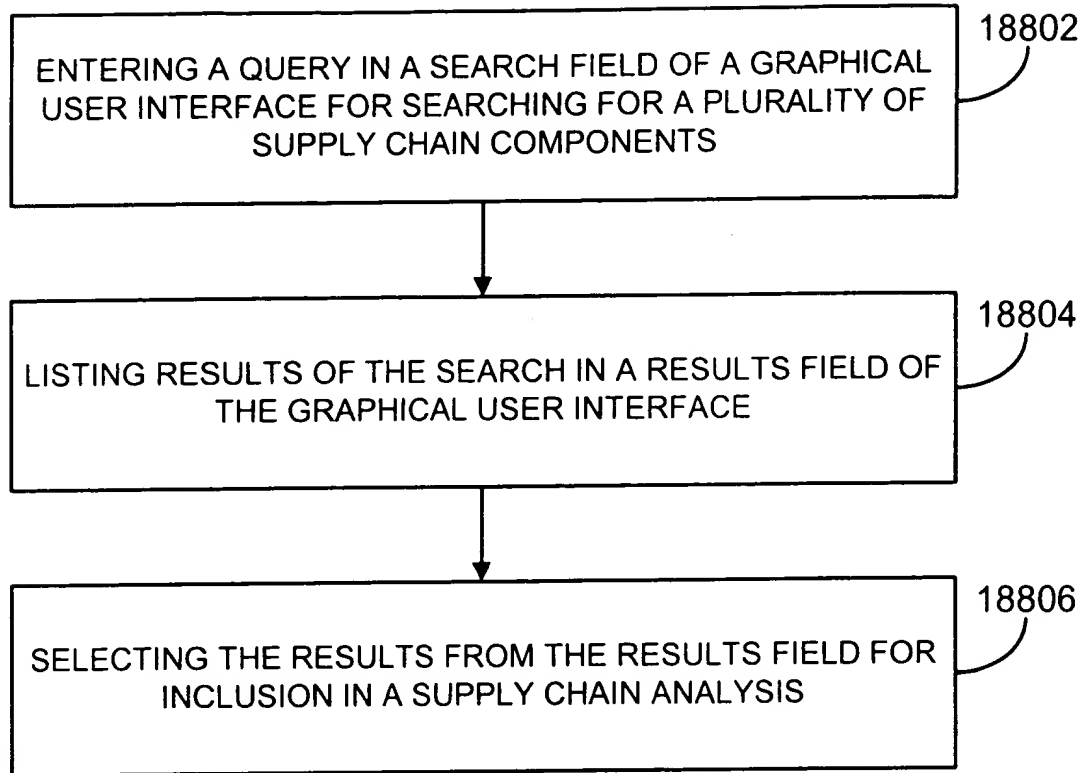 18802
ENTERING A QUERY IN A SEARCH FIELD OF A GRAPHICAL
USER INTERFACE FOR SEARCHING FOR A PLURALITY OF
SUPPLY CHAIN COMPONENTS
18804
LISTING RESULTS OF THE SEARCH IN A RESULTS FIELD OF
THE GRAPHICAL USER INTERFACE
18806
SELECTING THE RESULTS FROM THE RESULTS FIELD FOR
INCLUSION IN A SUPPLY CHAIN ANALYSIS